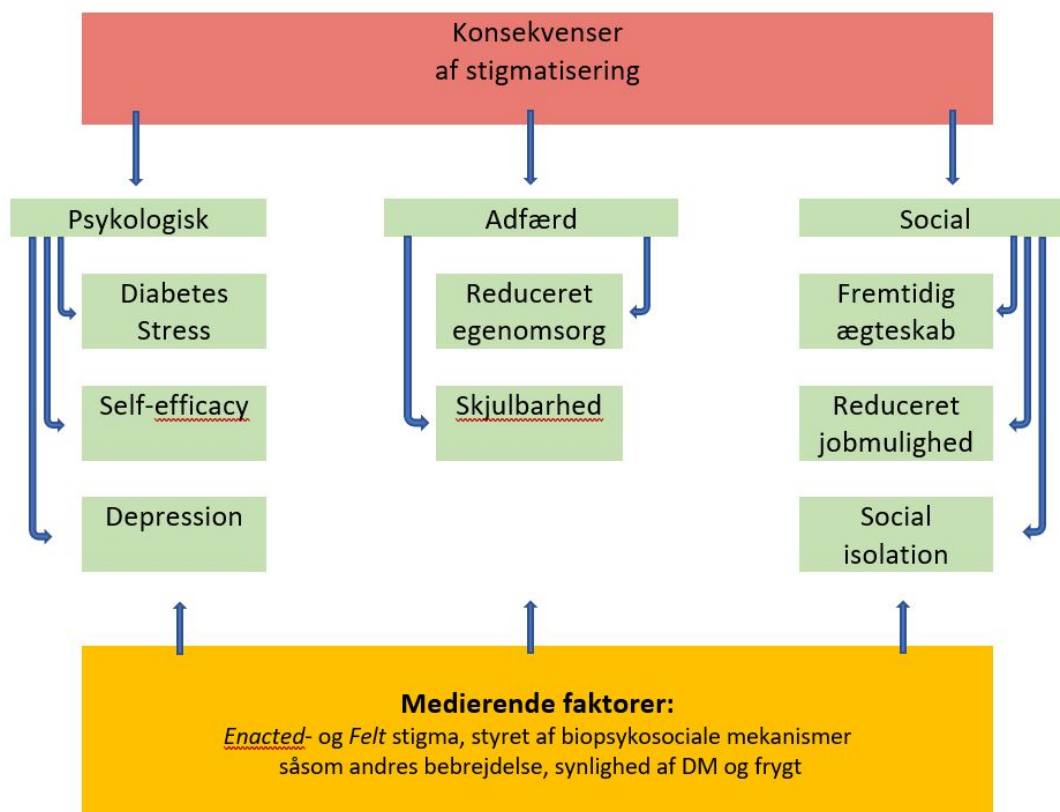 Konsekvenser
af stigmatisering
Psykologisk
Adfærd
Social
Diabetes
Stress
Reduceret
egenomsorg
Fremtidig
ægteskab
Self-efficacy
Skjulbarhed
Reduceret
jobmulighed
Depression
Social
isolation
Medierende faktorer:
Enacted- og Felt stigma, styret af biopsykosociale mekanismer
såsom andres bebrejdelse, synlighed af DM og frygt